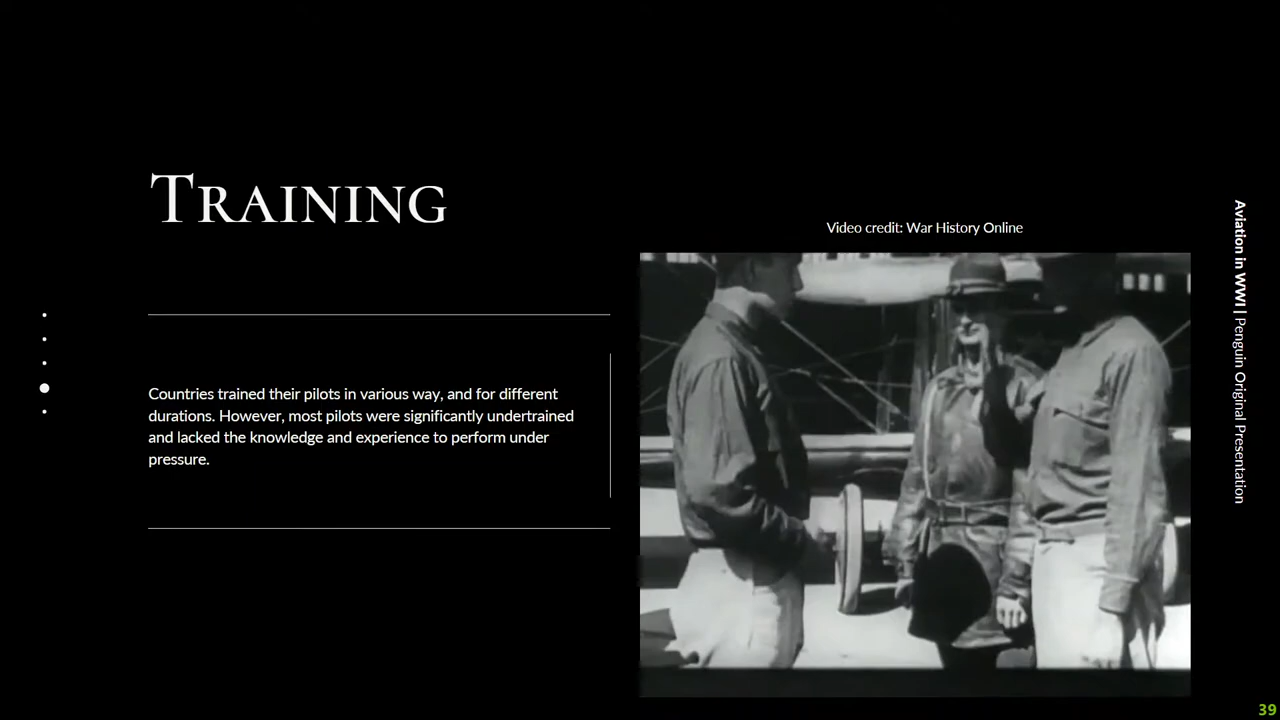 Training
Video credit: War History Online
Countries trained their pilots in various way, and for different
durations. However, most pilots were significantly undertrained
and lacked the knowledge and experience to perform under
pressure.
Aviation in WWI | Penguin Original Presentation
39